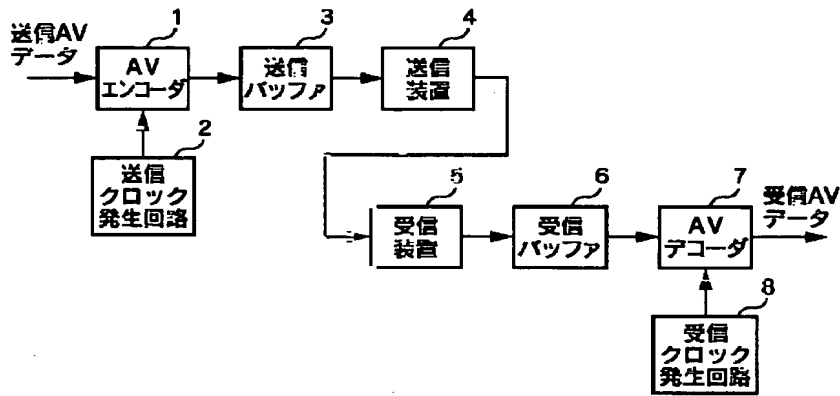 送信AV
データ
1
AV
エンコーダ
3
送信
バッファ
4
送信
装置
2
送信
クロック
発生回路
5
受信
装置
6
受信
バッファ
7
AV
デコーダ
受信AV
データ
8
受信
クロック
発生回路